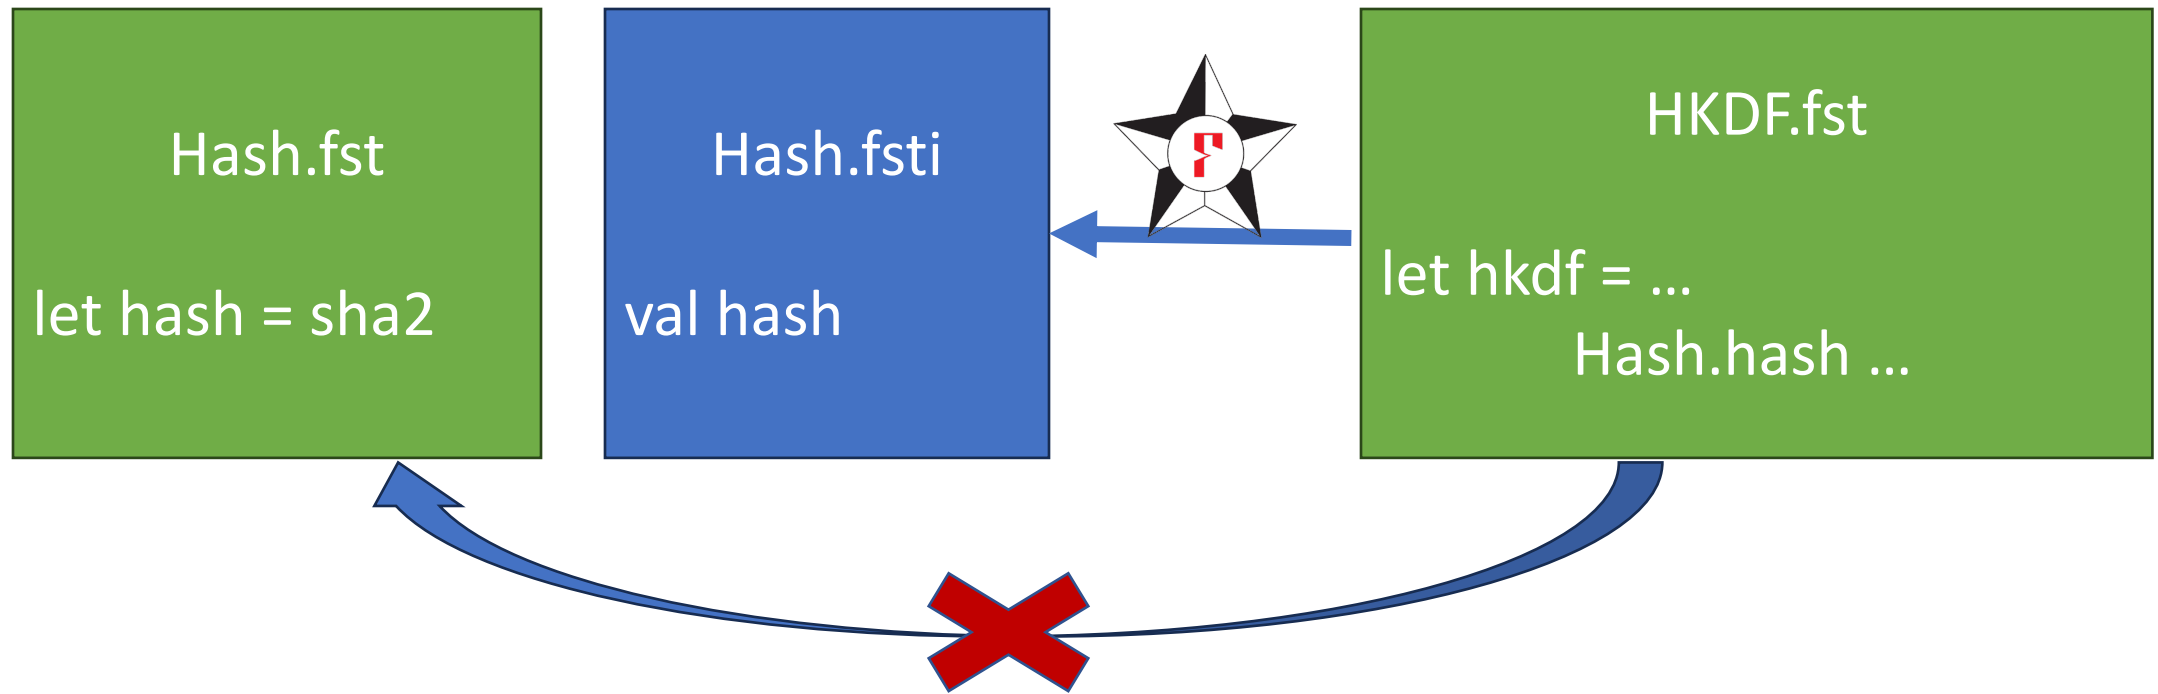 Hash.fst
let hash = sha2
Hash.fsti
val hash
F
HKDF.fst
let hkdf = ...
Hash.hash ...